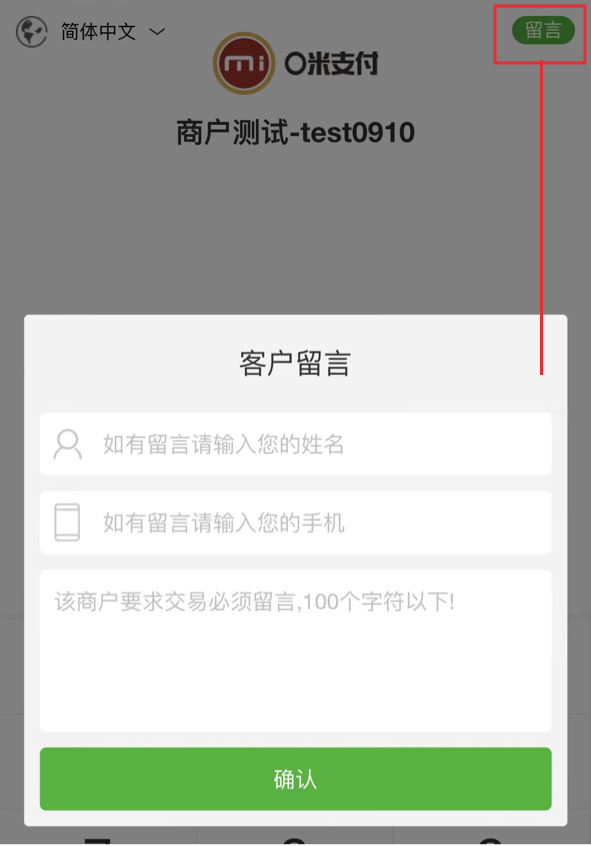 简体中文
留言
mi O米支付
商户测试-test0910
客户留言
如有留言请输入您的姓名
如有留言请输入您的手机
该商户要求交易必须留言,100个字符以下!
确认